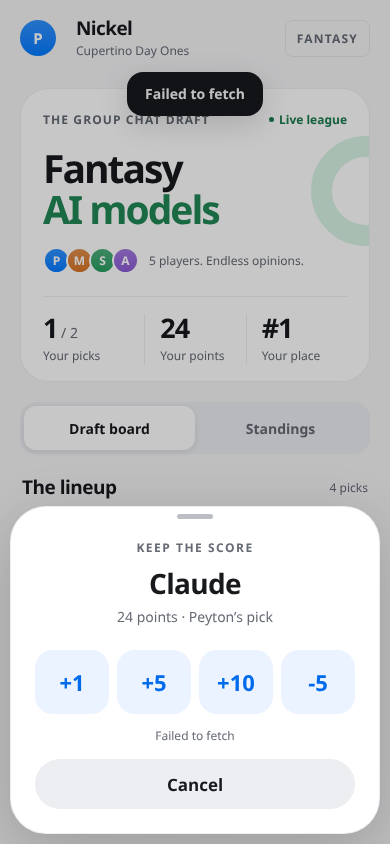 P
Nickel
Cupertino Day Ones
FANTASY
Failed to fetch
THE GROUP CHAT DRAFT
Live league
Fantasy
AI models
P M S A
5 players. Endless opinions.
1 / 2
Your picks
24
Your points
#1
Your place
Draft board
Standings
The lineup
4 picks
KEEP THE SCORE
Claude
24 points · Peyton’s pick
+1
+5
+10
-5
Failed to fetch
Cancel